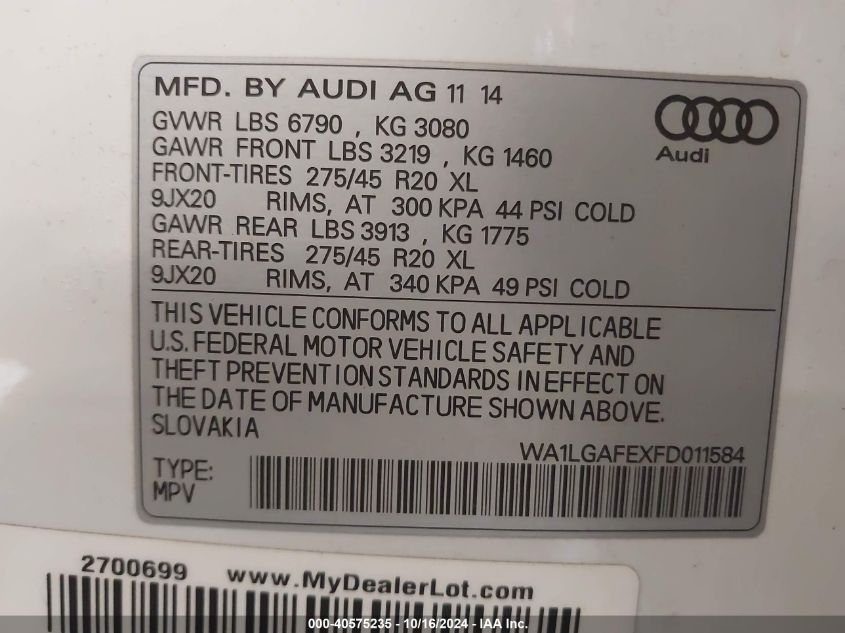 MFD. BY AUDI AG 11 14
GVWR LBS 6790 , KG 3080
GAWR FRONT LBS 3219 , KG 1460
FRONT-TIRES 275/45 R20 XL
9JX20 RIMS, AT 300 KPA 44 PSI COLD
GAWR REAR LBS 3913 , KG 1775
REAR-TIRES 275/45 R20 XL
9JX20 RIMS, AT 340 KPA 49 PSI COLD
Audi
THIS VEHICLE CONFORMS TO ALL APPLICABLE
U.S. FEDERAL MOTOR VEHICLE SAFETY AND
THEFT PREVENTION STANDARDS IN EFFECT ON
THE DATE OF MANUFACTURE SHOWN ABOVE.
SLOVAKIA
WA1LGAFEXFD011584
TYPE:
MPV
2700699 www.MyDealerLot.com
000-40575235 - 10/16/2024 - IAA Inc.